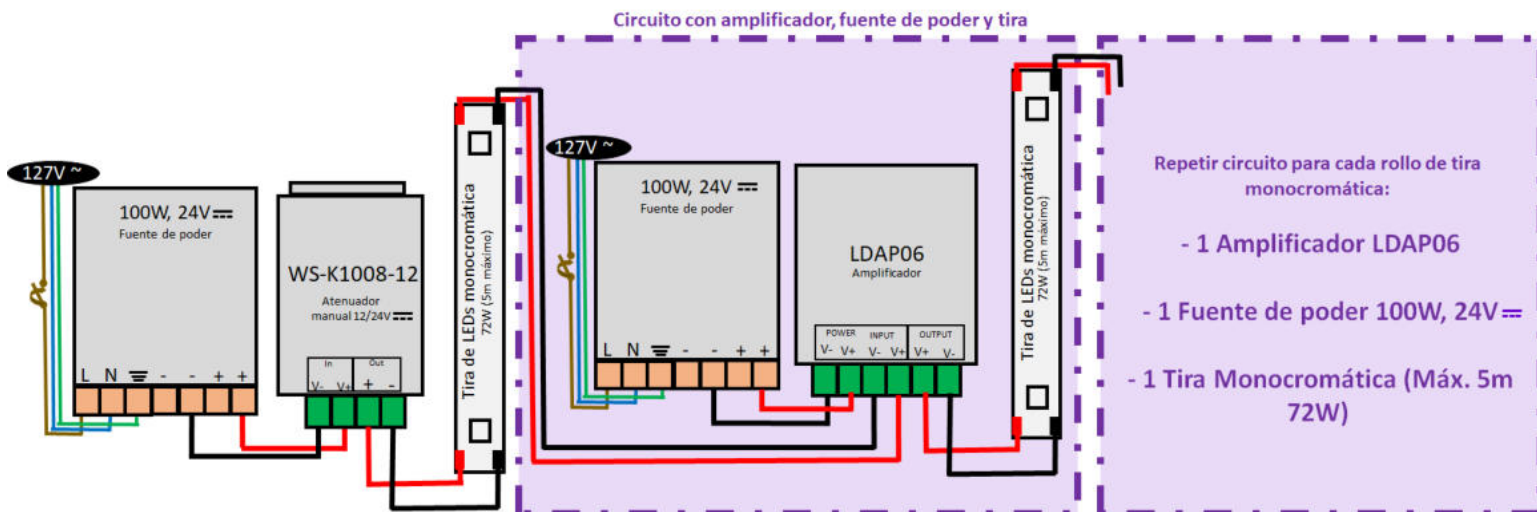 Circuito con amplificador, fuente de poder y tira
127V ~
100W, 24V
Fuente de poder
L N - - + +
WS-K1008-12
Atenuador
manual 12/24V
In Out
V- V+ + -
Tira de LEDs monocromática
72W (5m máximo)
127V ~
100W, 24V
Fuente de poder
L N - - + +
LDAP06
Amplificador
POWER INPUT OUTPUT
V- V+ V- V+ V+ V-
Tira de LEDs monocromática
72W (5m máximo)
Repetir circuito para cada rollo de tira
monocromática:
- 1 Amplificador LDAP06
- 1 Fuente de poder 100W, 24V
- 1 Tira Monocromática (Máx. 5m
72W)